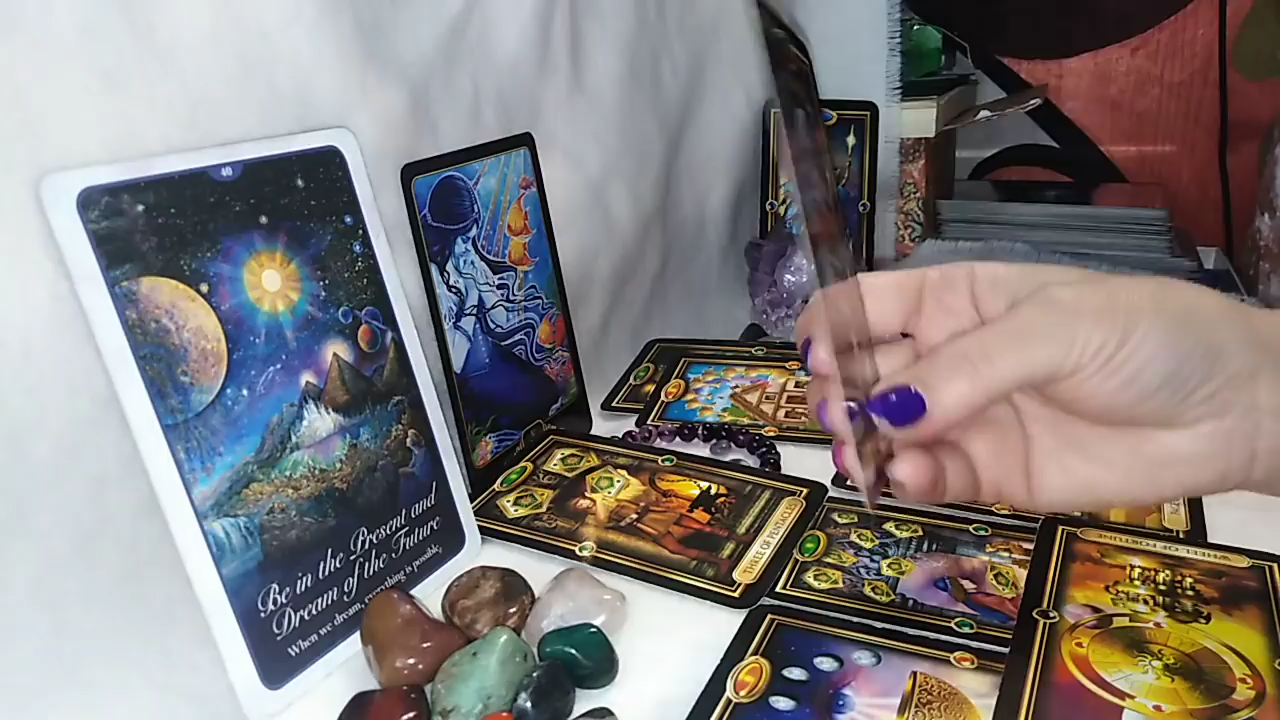 40
Be in the Present and
Dream of the Future
When we dream, everything is possible.
THREE OF PENTACLES
WHEEL OF FORTUNE